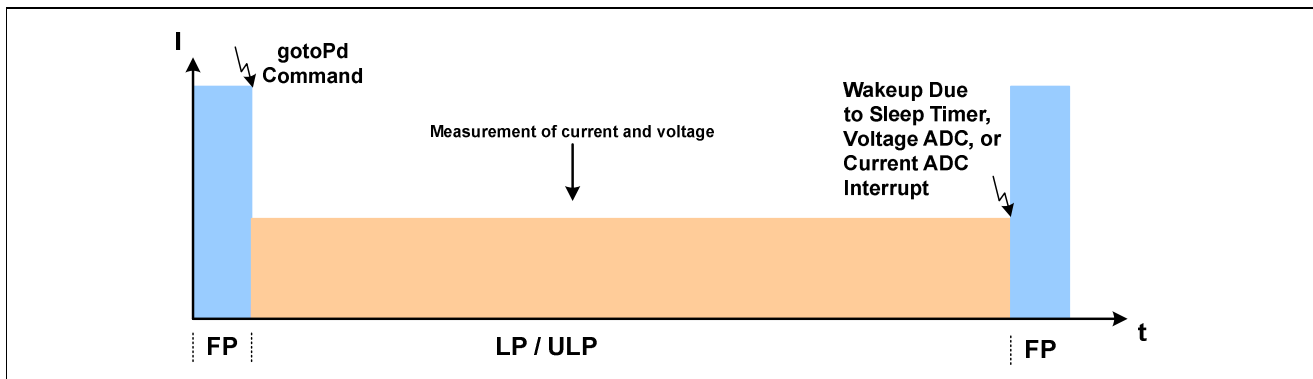 I
gotoPd
Command
Measurement of current and voltage
Wakeup Due
to Sleep Timer,
Voltage ADC, or
Current ADC
Interrupt
t
FP
LP / ULP
FP